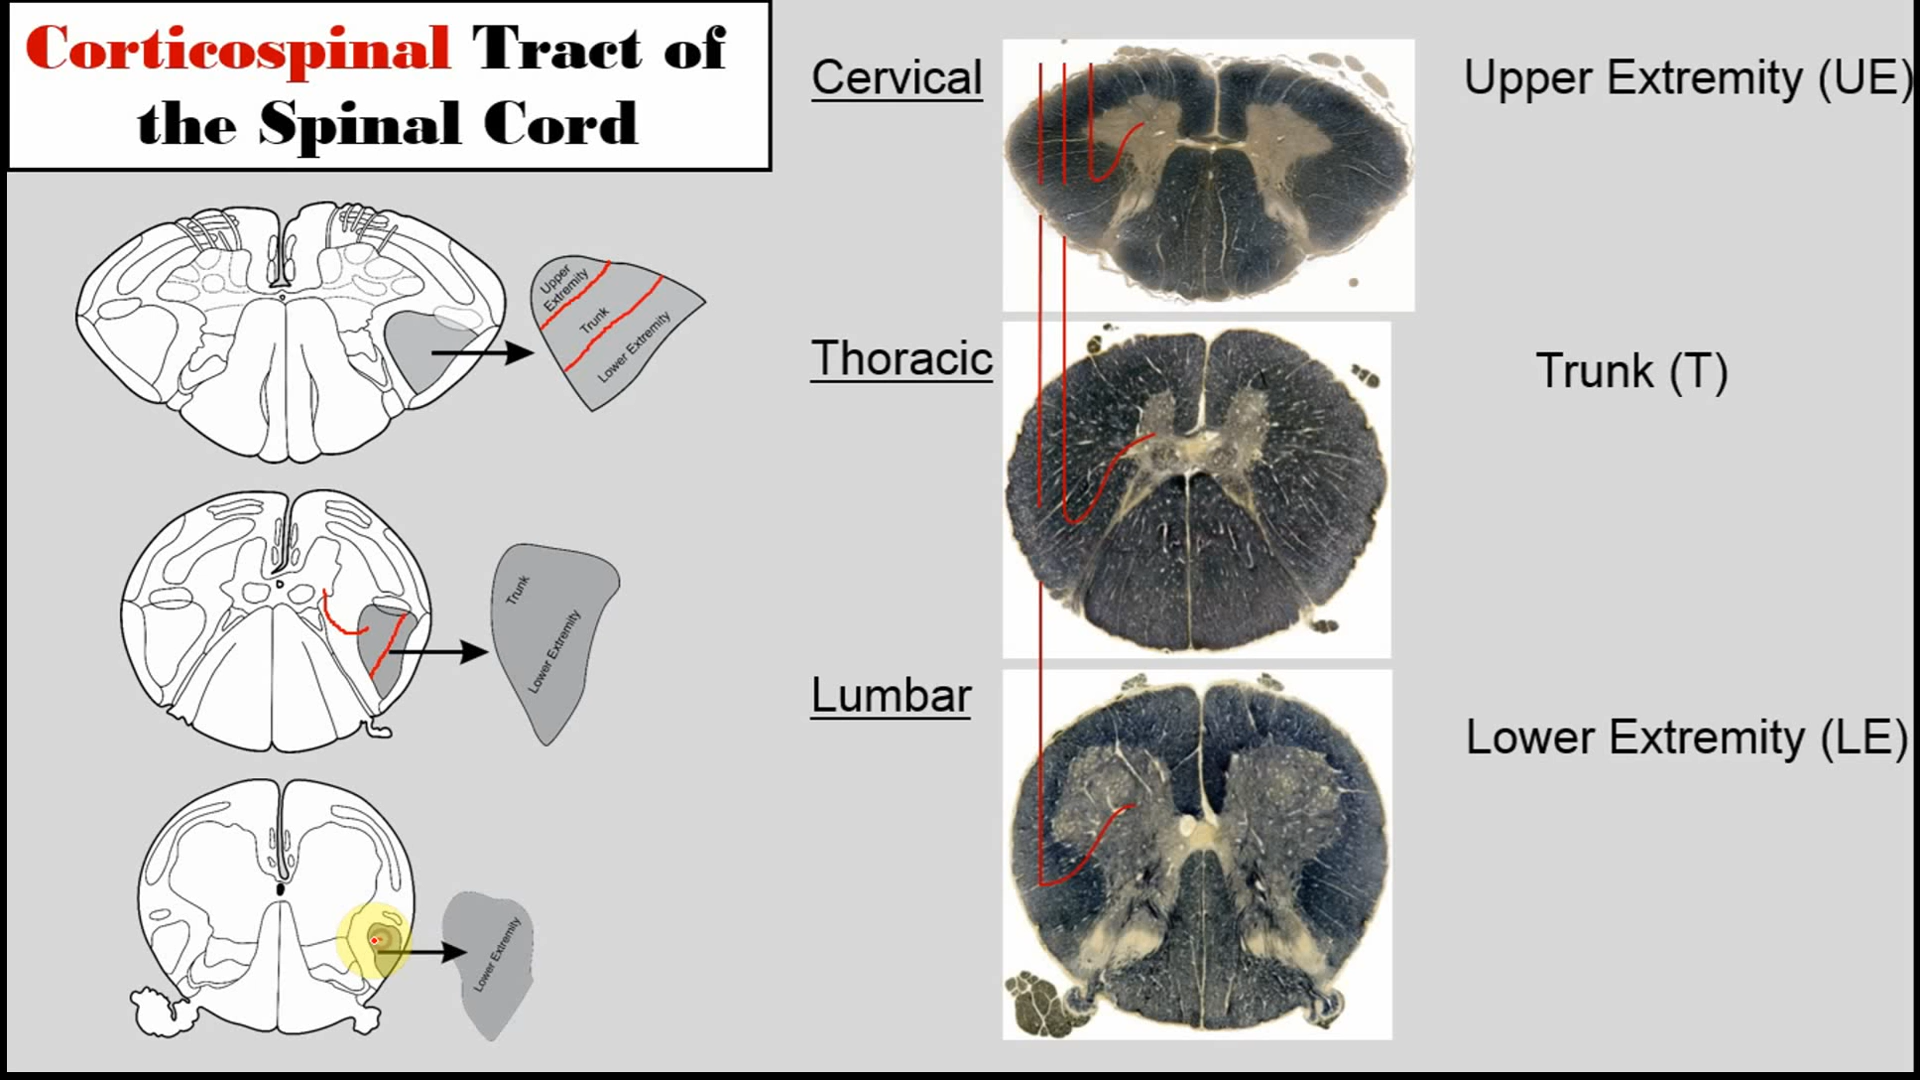 Corticospinal Tract of
the Spinal Cord
Cervical
Upper Extremity (UE)
Upper
Extremity
Trunk
Lower Extremity
Thoracic
Trunk (T)
Trunk
Lower Extremity
Lumbar
Lower Extremity (LE)
Lower Extremity